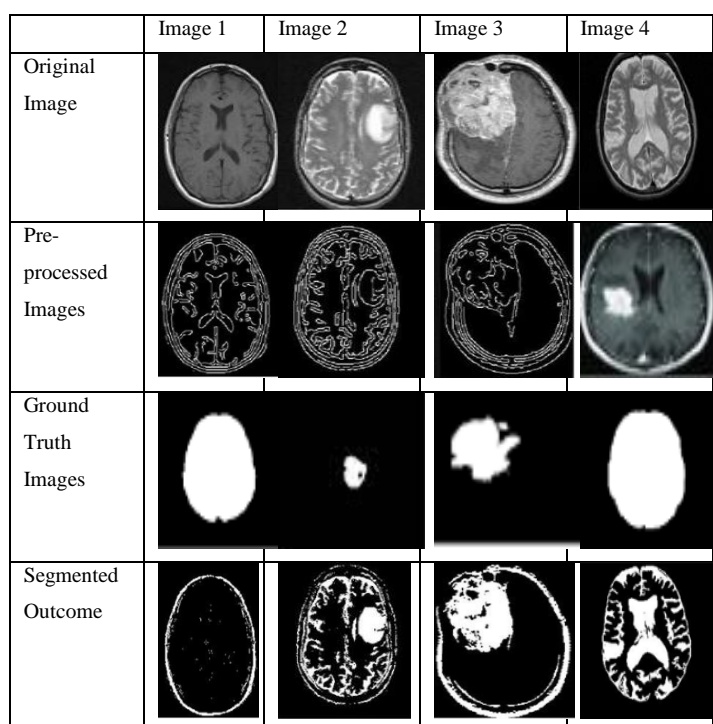 Image 1
Image 2
Image 3
Image 4
Original
Image
Pre-
processed
Images
Ground
Truth
Images
Segmented
Outcome